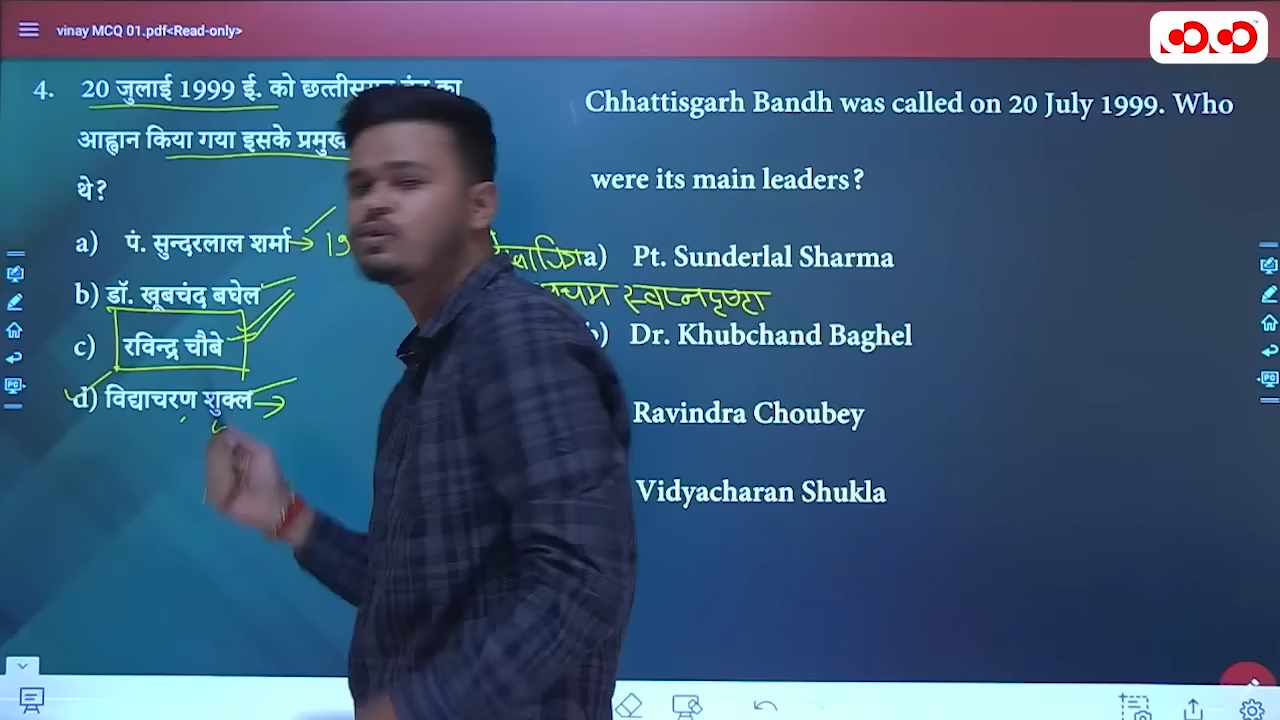 vinay MCQ 01.pdf<Read-only>
4. 20 जुलाई 1999 ई. को
आह्वान किया गया इसके प्रमुख
थे?
a) पं. सुन्दरलाल शर्मा
b) डॉ. खूबचंद बघेल
c) रविन्द्र चौबे
d) विद्याचरण शुक्ल
Chhattisgarh Bandh was called on 20 July 1999. Who
were its main leaders?
a) Pt. Sunderlal Sharma
स्वप्नदृष्टा
b) Dr. Khubchand Baghel
Ravindra Choubey
Vidyacharan Shukla